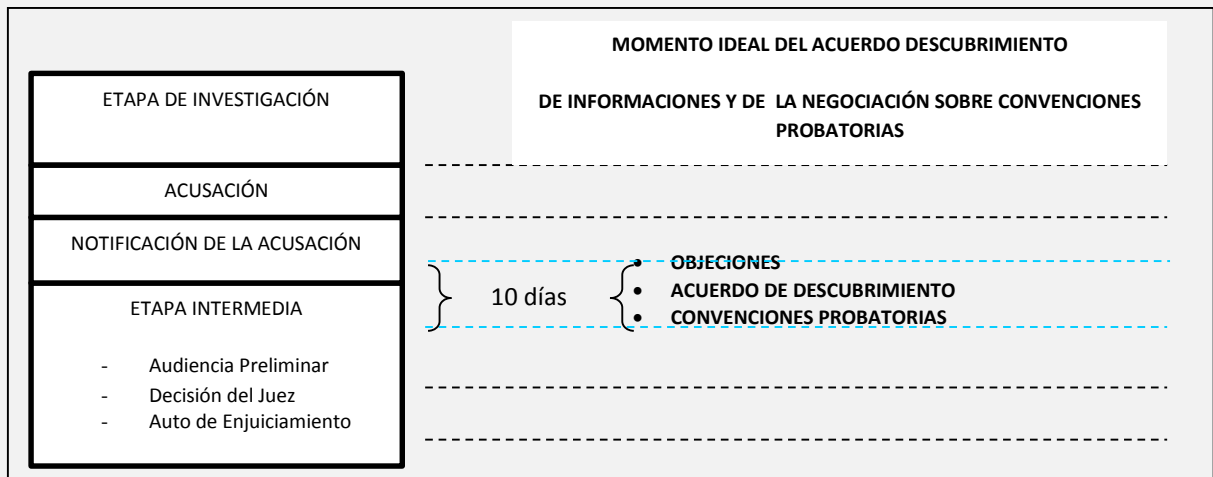 MOMENTO IDEAL DEL ACUERDO DESCUBRIMIENTO
DE INFORMACIONES Y DE LA NEGOCIACIÓN SOBRE CONVENCIONES
PROBATORIAS
ETAPA DE INVESTIGACIÓN
ACUSACIÓN
NOTIFICACIÓN DE LA ACUSACIÓN
ETAPA INTERMEDIA
- Audiencia Preliminar
- Decisión del Juez
- Auto de Enjuiciamiento
10 días
• OBJECIONES
• ACUERDO DE DESCUBRIMIENTO
• CONVENCIONES PROBATORIAS